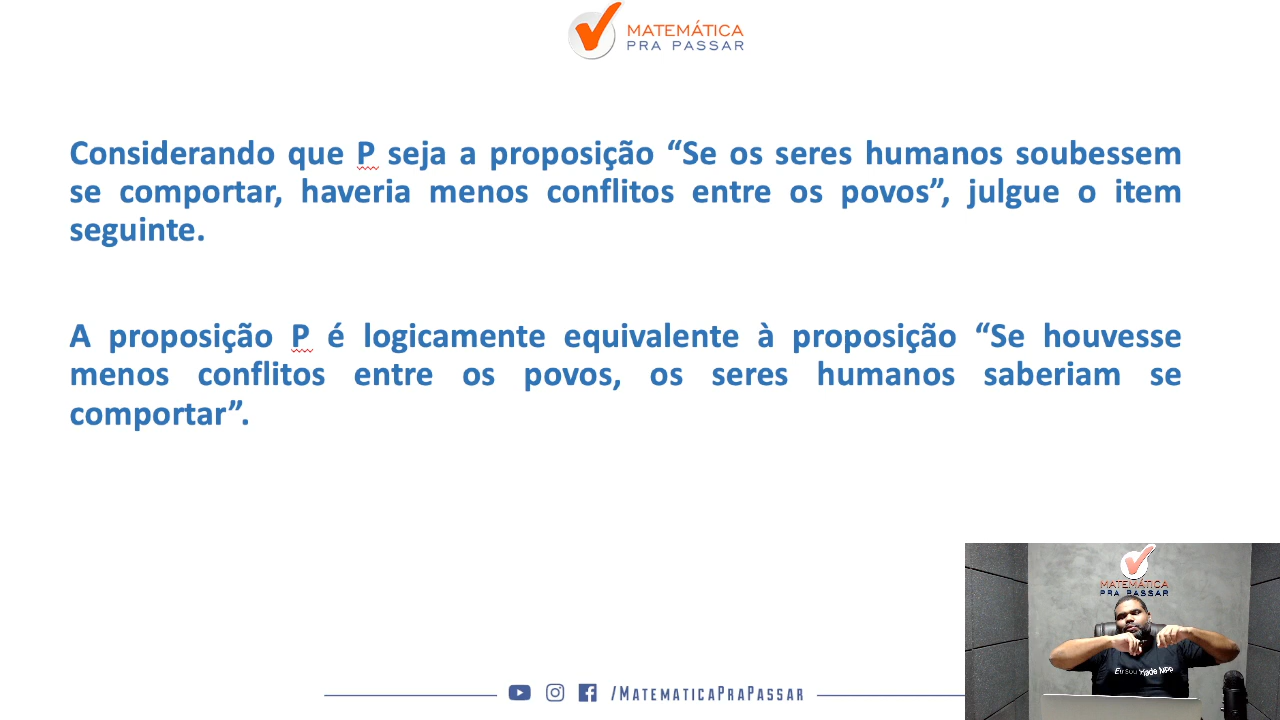 MATEMÁTICA
PRA PASSAR
Considerando que P seja a proposição “Se os seres humanos soubessem
se comportar, haveria menos conflitos entre os povos”, julgue o item
seguinte.
A proposição P é logicamente equivalente à proposição “Se houvesse
menos conflitos entre os povos, os seres humanos saberiam se
comportar”.
MATEMÁTICA
PRA PASSAR
Eu sou
/MatematicaPraPassar